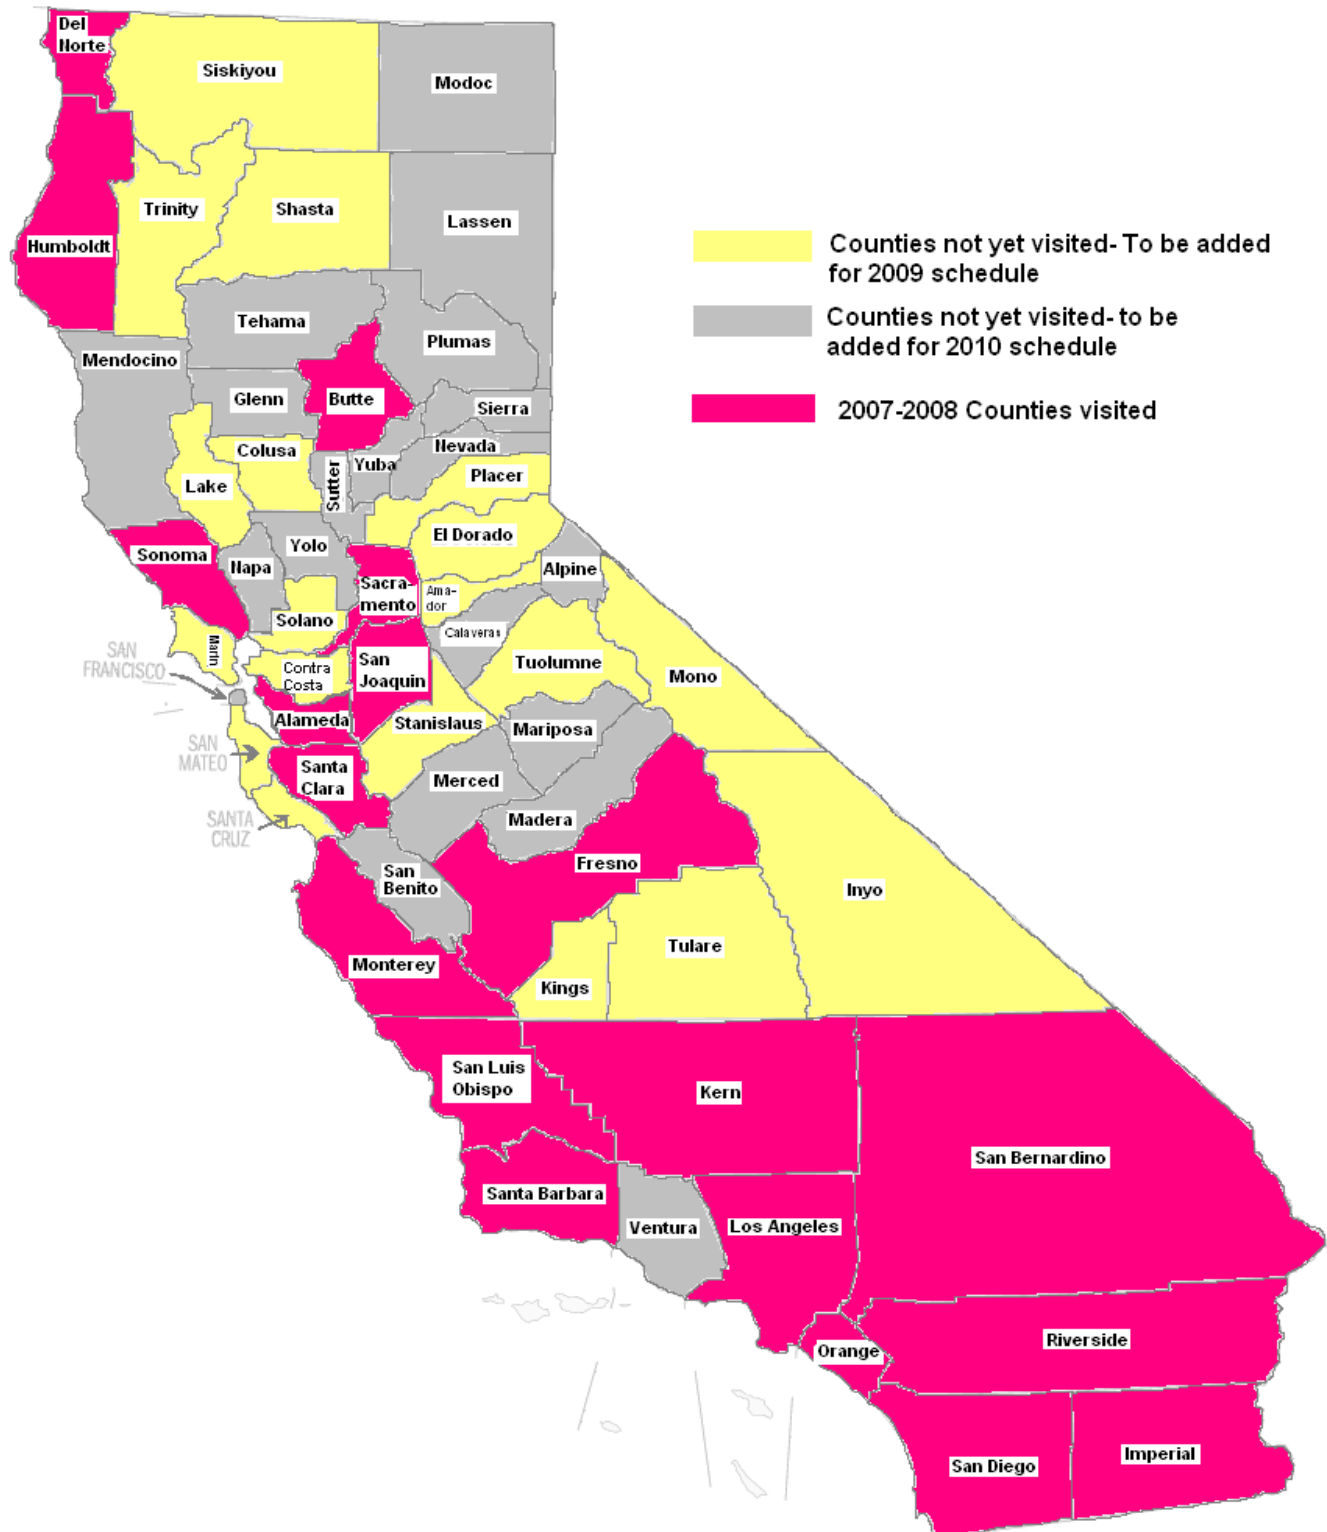 Del
Norte
Siskiyou
Modoc
Trinity
Shasta
Lassen
Humboldt
Counties not yet visited- To be added
for 2009 schedule
Counties not yet visited- to be
added for 2010 schedule
2007-2008 Counties visited
Tehama
Plumas
Mendocino
Glenn
Butte
Sierra
Colusa
Nevada
Yuba
Placer
Lake
Sutter
El Dorado
Sonoma
Yolo
Napa
Alpine
Sacra-
mento
Ama-
dor
Solano
Calaveras
Marin
SAN
FRANCISCO
Contra
Costa
San
Joaquin
Tuolumne
Mono
Alameda
Stanislaus
Mariposa
SAN
MATEO
Santa
Clara
Merced
SANTA
CRUZ
Madera
Fresno
San
Benito
Inyo
Tulare
Monterey
Kings
San Luis
Obispo
Kern
San Bernardino
Santa Barbara
Ventura
Los Angeles
Riverside
Orange
San Diego
Imperial